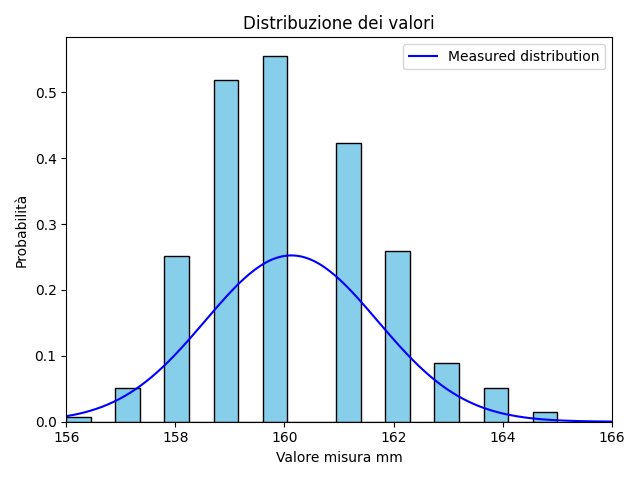 Distribuzione dei valori
Measured distribution
Probabilità
0.5
0.4
0.3
0.2
0.1
0.0
156 158 160 162 164 166
Valore misura mm